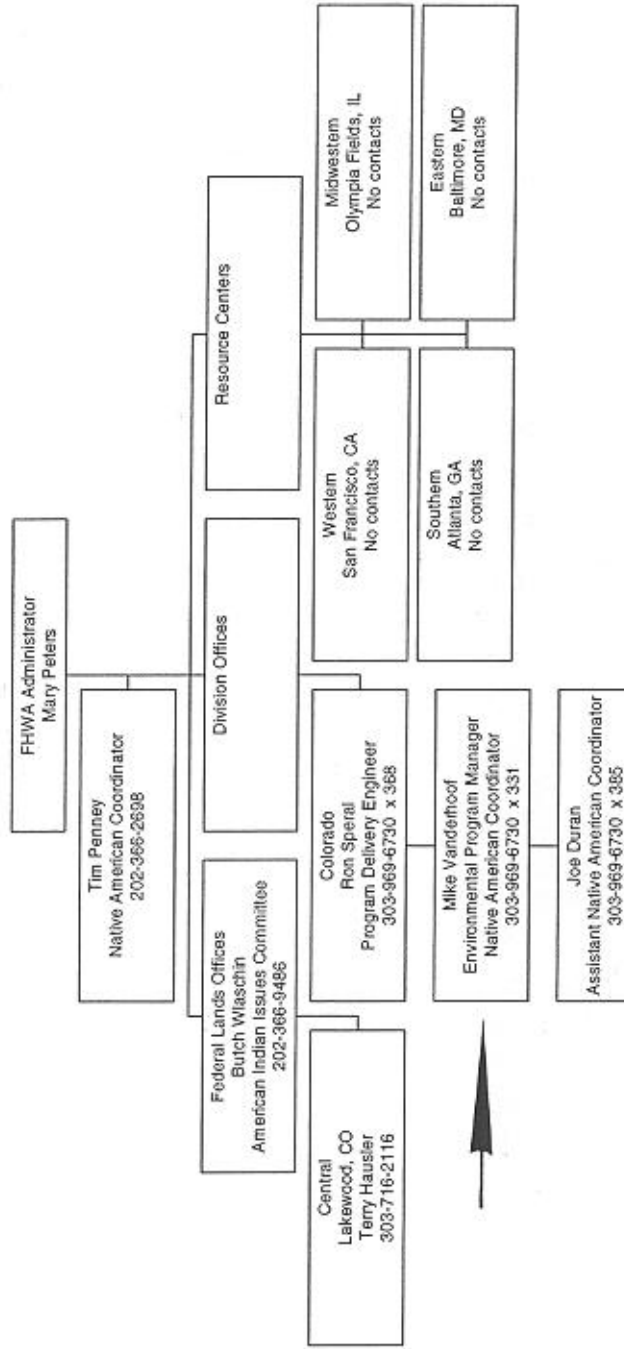 FHWA Administrator
Mary Peters
Tim Penney
Native American Coordinator
202-366-2698
Federal Lands Offices
Butch Wlaschin
American Indian Issues Committee
202-366-9486
Division Offices
Resource Centers
Central
Lakewood, CO
Terry Hausler
303-716-2116
Colorado
Ron Speral
Program Delivery Engineer
303-969-6730 x 368
Western
San Francisco, CA
No contacts
Midwestern
Olympia Fields, IL
No contacts
Mike Vanderhoof
Environmental Program Manager
Native American Coordinator
303-969-6730 x 331
Southern
Atlanta, GA
No contacts
Eastern
Baltimore, MD
No contacts
Joe Duran
Assistant Native American Coordinator
303-969-6730 x 385